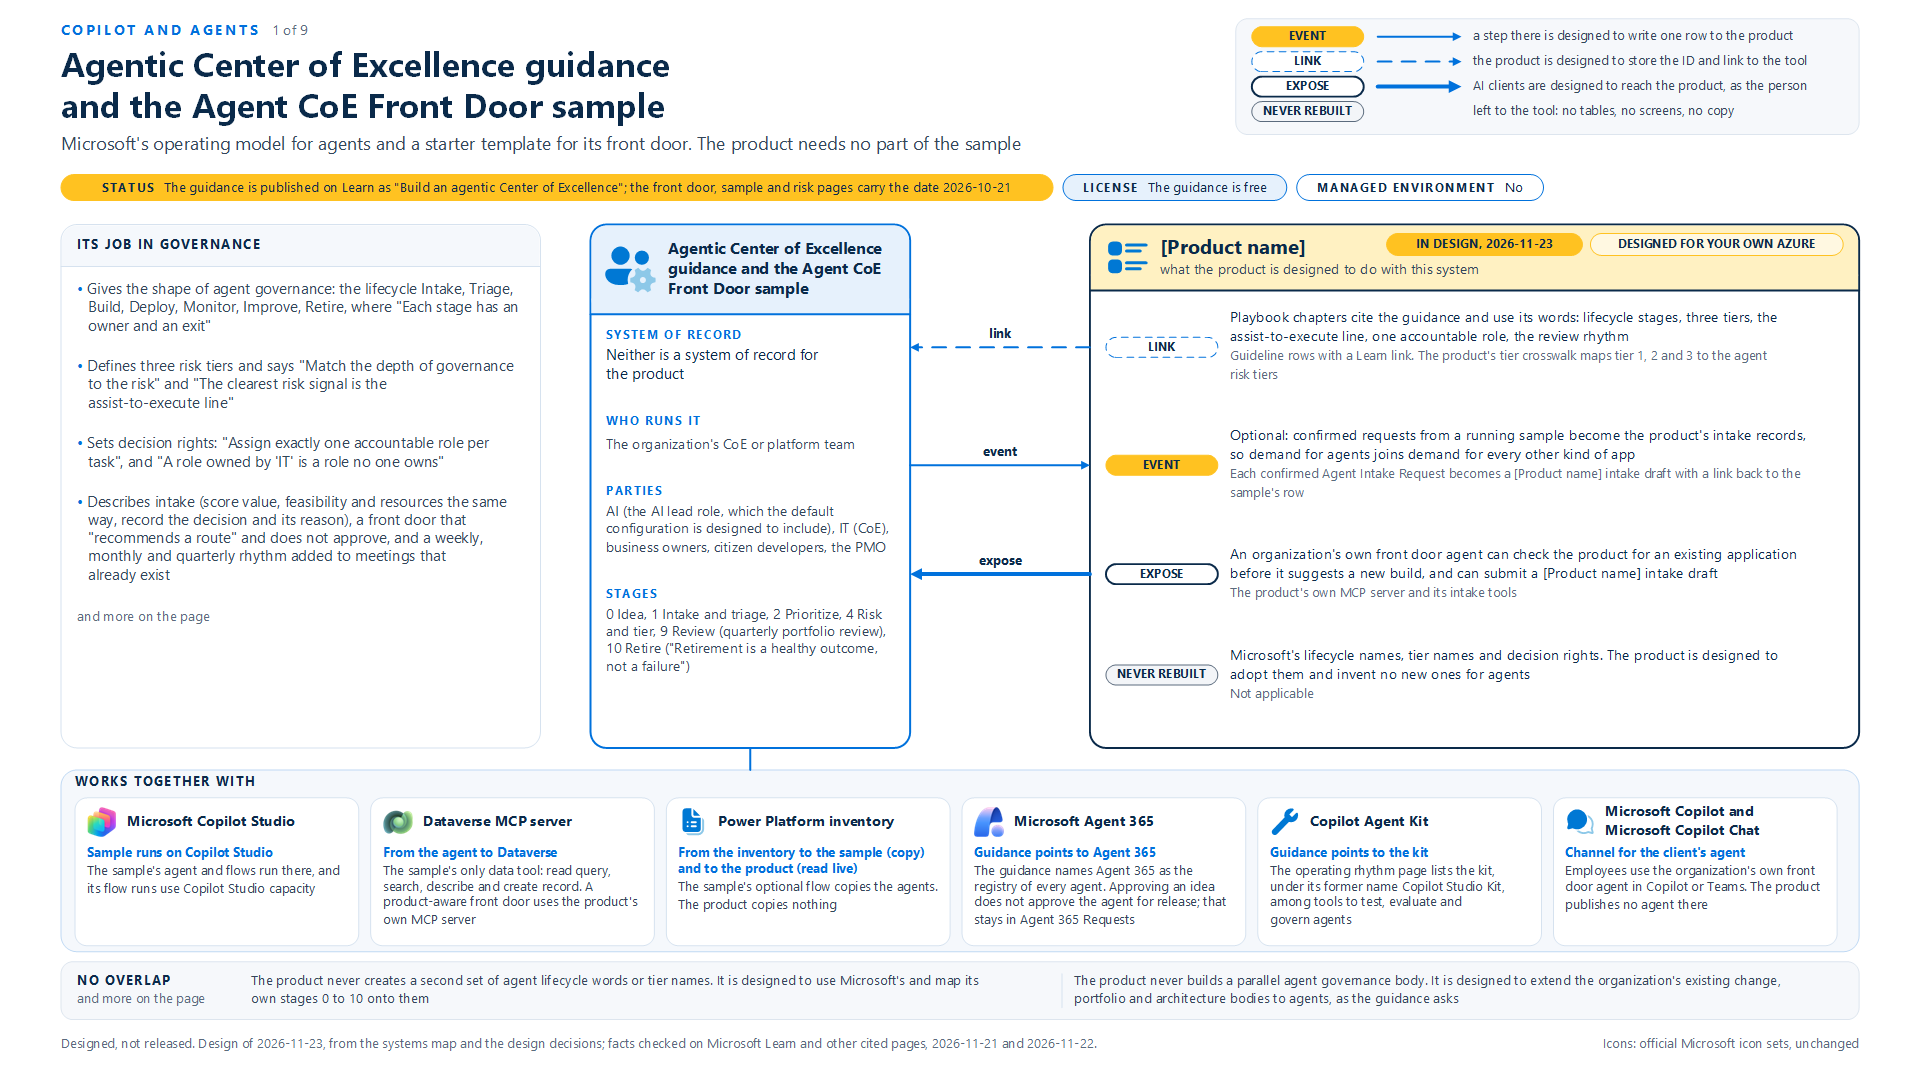 COPILOT AND AGENTS 1 of 9
Agentic Center of Excellence guidance
and the Agent CoE Front Door sample
Microsoft's operating model for agents and a starter template for its front door. The product needs no part of the sample
EVENT a step there is designed to write one row to the product
LINK the product is designed to store the ID and link to the tool
EXPOSE AI clients are designed to reach the product, as the person
NEVER REBUILT left to the tool: no tables, no screens, no copy
STATUS The guidance is published on Learn as "Build an agentic Center of Excellence"; the front door, sample and risk pages carry the date 2026-10-21
LICENSE The guidance is free
MANAGED ENVIRONMENT No
ITS JOB IN GOVERNANCE
• Gives the shape of agent governance: the lifecycle Intake, Triage,
Build, Deploy, Monitor, Improve, Retire, where "Each stage has an
owner and an exit"
• Defines three risk tiers and says "Match the depth of governance
to the risk" and "The clearest risk signal is the
assist-to-execute line"
• Sets decision rights: "Assign exactly one accountable role per
task", and "A role owned by 'IT' is a role no one owns"
• Describes intake (score value, feasibility and resources the same
way, record the decision and its reason), a front door that
"recommends a route" and does not approve, and a weekly,
monthly and quarterly rhythm added to meetings that
already exist
and more on the page
Agentic Center of Excellence
guidance and the Agent CoE
Front Door sample
SYSTEM OF RECORD
Neither is a system of record for
the product
WHO RUNS IT
The organization's CoE or platform team
PARTIES
AI (the AI lead role, which the default
configuration is designed to include), IT (CoE),
business owners, citizen developers, the PMO
STAGES
0 Idea, 1 Intake and triage, 2 Prioritize, 4 Risk
and tier, 9 Review (quarterly portfolio review),
10 Retire ("Retirement is a healthy outcome,
not a failure")
link
event
expose
[Product name]
what the product is designed to do with this system
IN DESIGN, 2026-11-23
DESIGNED FOR YOUR OWN AZURE
LINK
Playbook chapters cite the guidance and use its words: lifecycle stages, three tiers, the
assist-to-execute line, one accountable role, the review rhythm
Guideline rows with a Learn link. The product's tier crosswalk maps tier 1, 2 and 3 to the agent
risk tiers
EVENT
Optional: confirmed requests from a running sample become the product's intake records,
so demand for agents joins demand for every other kind of app
Each confirmed Agent Intake Request becomes a [Product name] intake draft with a link back to the
sample's row
EXPOSE
An organization's own front door agent can check the product for an existing application
before it suggests a new build, and can submit a [Product name] intake draft
The product's own MCP server and its intake tools
NEVER REBUILT
Microsoft's lifecycle names, tier names and decision rights. The product is designed to
adopt them and invent no new ones for agents
Not applicable
WORKS TOGETHER WITH
Microsoft Copilot Studio
Sample runs on Copilot Studio
The sample's agent and flows run there, and
its flow runs use Copilot Studio capacity
Dataverse MCP server
From the agent to Dataverse
The sample's only data tool: read query,
search, describe and create record. A
product-aware front door uses the product's
own MCP server
Power Platform inventory
From the inventory to the sample (copy)
and to the product (read live)
The sample's optional flow copies the agents.
The product copies nothing
Microsoft Agent 365
Guidance points to Agent 365
The guidance names Agent 365 as the
registry of every agent. Approving an idea
does not approve the agent for release; that
stays in Agent 365 Requests
Copilot Agent Kit
Guidance points to the kit
The operating rhythm page lists the kit,
under its former name Copilot Studio Kit,
among tools to test, evaluate and
govern agents
Microsoft Copilot and
Microsoft Copilot Chat
Channel for the client's agent
Employees use the organization's own front
door agent in Copilot or Teams. The product
publishes no agent there
NO OVERLAP
and more on the page
The product never creates a second set of agent lifecycle words or tier names. It is designed to use Microsoft's and map its
own stages 0 to 10 onto them
The product never builds a parallel agent governance body. It is designed to extend the organization's existing change,
portfolio and architecture bodies to agents, as the guidance asks
Designed, not released. Design of 2026-11-23, from the systems map and the design decisions; facts checked on Microsoft Learn and other cited pages, 2026-11-21 and 2026-11-22.
Icons: official Microsoft icon sets, unchanged